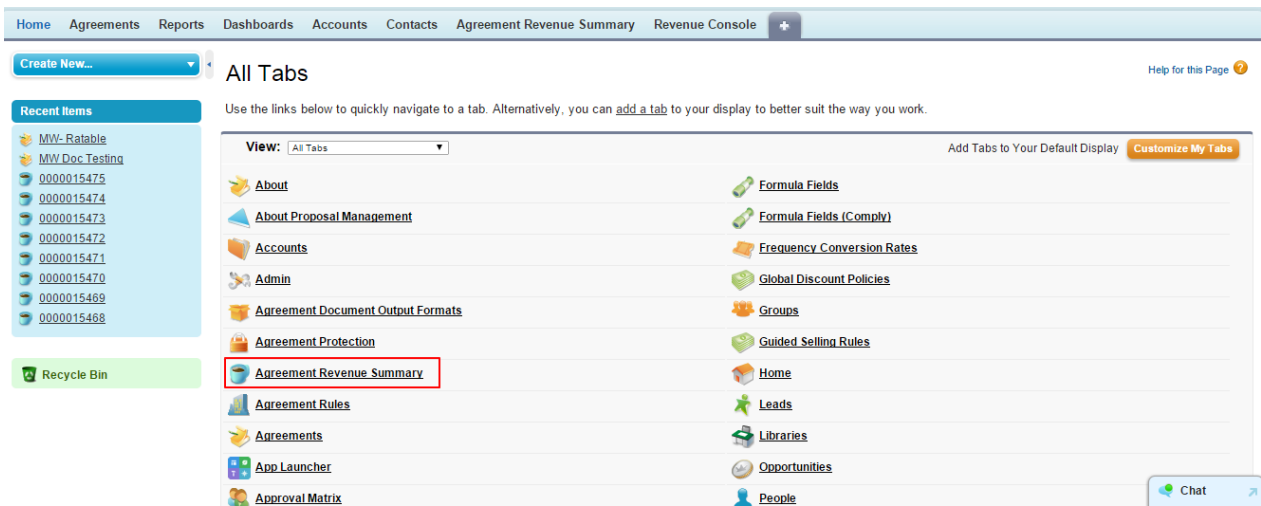 Home Agreements Reports Dashboards Accounts Contacts Agreement Revenue Summary Revenue Console +
Create New...
All Tabs
Help for this Page ?
Recent Items
Use the links below to quickly navigate to a tab. Alternatively, you can add a tab to your display to better suit the way you work.
MW- Ratable
MW Doc Testing
0000015475
0000015474
0000015473
0000015472
0000015471
0000015470
0000015469
0000015468
Recycle Bin
View: All Tabs
Add Tabs to Your Default Display Customize My Tabs
About
Formula Fields
About Proposal Management
Formula Fields (Comply)
Accounts
Frequency Conversion Rates
Admin
Global Discount Policies
Agreement Document Output Formats
Groups
Agreement Protection
Guided Selling Rules
Agreement Revenue Summary
Home
Agreement Rules
Leads
Agreements
Libraries
App Launcher
Opportunities
Approval Matrix
People
Chat